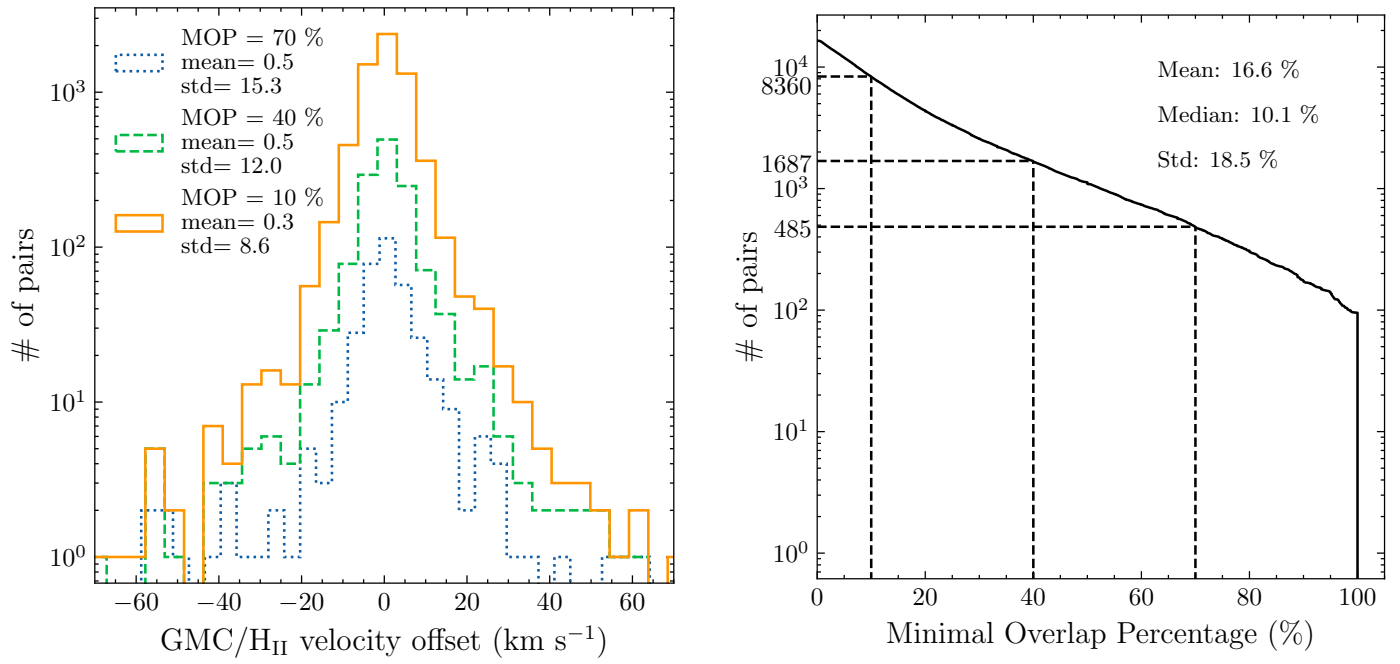 MOP = 70 %
mean= 0.5
std= 15.3
MOP = 40 %
mean= 0.5
std= 12.0
MOP = 10 %
mean= 0.3
std= 8.6
10³
10²
10¹
10⁰
# of pairs
−60 −40 −20 0 20 40 60
GMC/H_II velocity offset (km s⁻¹)
Mean: 16.6 %
Median: 10.1 %
Std: 18.5 %
10⁴
8360
1687
10³
485
10²
10¹
10⁰
# of pairs
0 20 40 60 80 100
Minimal Overlap Percentage (%)